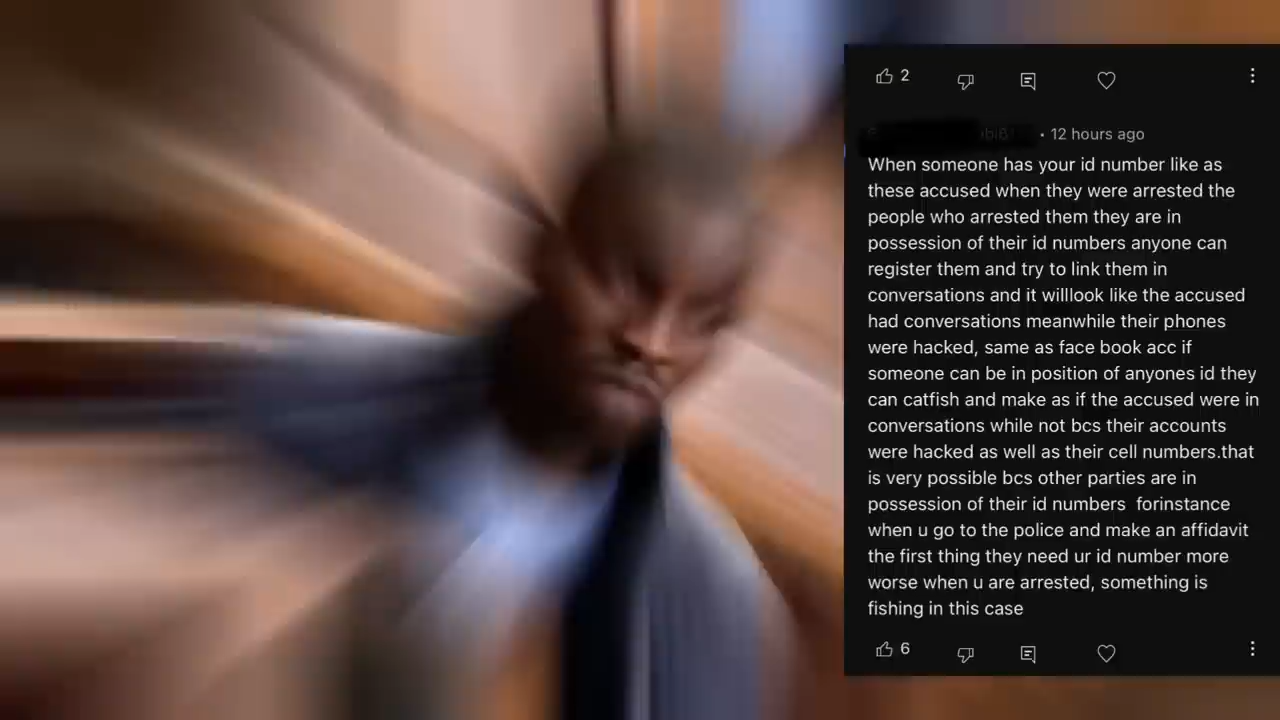 2
· 12 hours ago
When someone has your id number like as
these accused when they were arrested the
people who arrested them they are in
possession of their id numbers anyone can
register them and try to link them in
conversations and it willlook like the accused
had conversations meanwhile their phones
were hacked, same as face book acc if
someone can be in position of anyones id they
can catfish and make as if the accused were in
conversations while not bcs their accounts
were hacked as well as their cell numbers.that
is very possible bcs other parties are in
possession of their id numbers  forinstance
when u go to the police and make an affidavit
the first thing they need ur id number more
worse when u are arrested, something is
fishing in this case
6